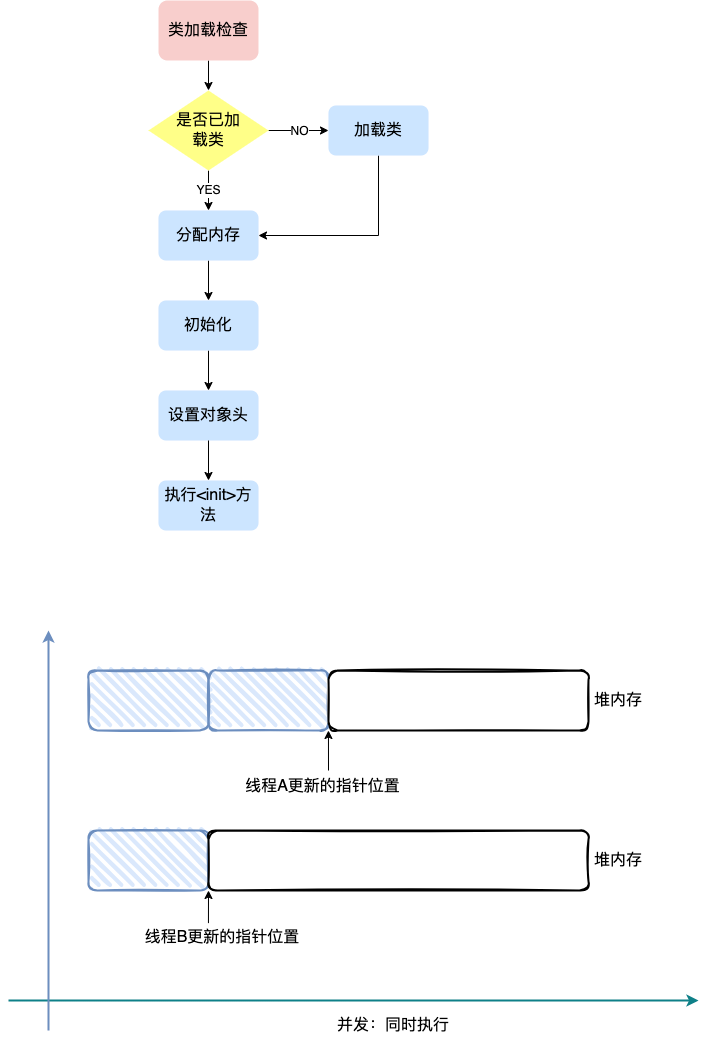 类加载检查
是否已加
载类
NO
加载类
YES
分配内存
初始化
设置对象头
执行<init>方
法
堆内存
线程A更新的指针位置
堆内存
线程B更新的指针位置
并发：同时执行